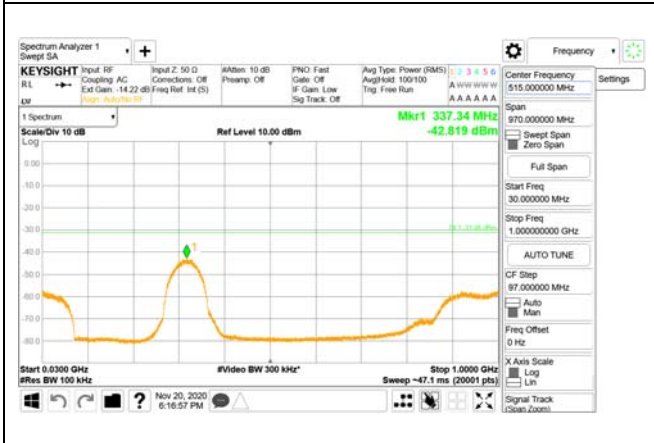 Spectrum Analyzer 1
Swept SA
+
Frequency
KEYSIGHT Input: RF Input Z: 50 Ω #Atten: 10 dB PNO: Fast Avg Type: Power (RMS) 1 2 3 4 5 6
RL Coupling: AC Corrections: Off Preamp: Off Gate: Off Avg|Hold: 100/100 A W W W W W
Ext Gain: -14.22 dB Freq Ref: Int (S) IF Gain: Low Trig: Free Run
Align: Auto/No RF Sig Track: Off A A A A A A
1 Spectrum
Mkr1 337.34 MHz
Scale/Div 10 dB Ref Level 10.00 dBm -42.819 dBm
Log
0.00
-10.0
-20.0
-30.0
-40.0
1
-50.0
-60.0
-70.0
-80.0
Start 0.0300 GHz #Video BW 300 kHz* Stop 1.0000 GHz
#Res BW 100 kHz Sweep ~47.1 ms (20001 pts)
Nov 20, 2020
6:16:57 PM
?
Center Frequency
515.000000 MHz
Settings
Span
970.000000 MHz
Swept Span
Zero Span
Full Span
Start Freq
30.000000 MHz
Stop Freq
1.000000000 GHz
AUTO TUNE
CF Step
97.000000 MHz
Auto
Man
Freq Offset
0 Hz
X Axis Scale
Log
Lin
Signal Track
(Span Zoom)